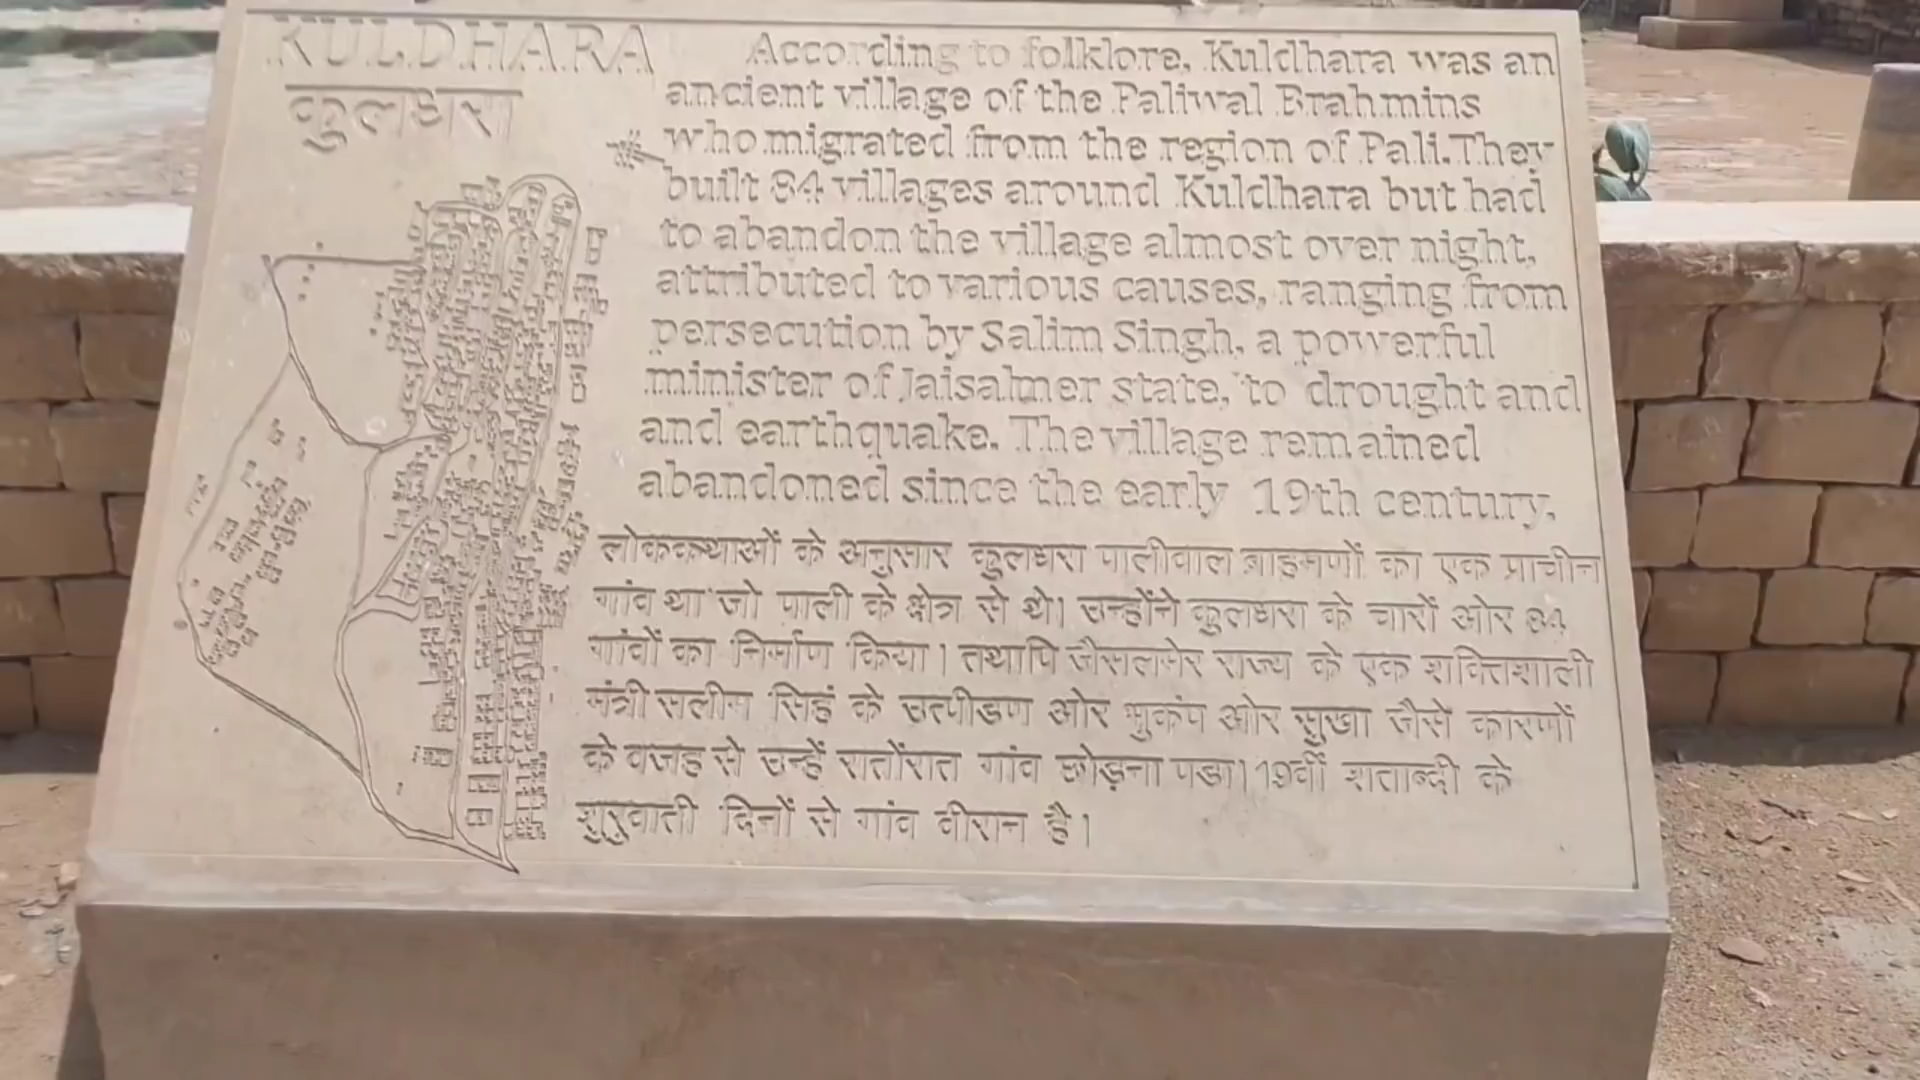 KULDHARA
कुलधरा
According to folklore, Kuldhara was an
ancient village of the Paliwal Brahmins
who migrated from the region of Pali. They
built 84 villages around Kuldhara but had
to abandon the village almost over night,
attributed to various causes, ranging from
persecution by Salim Singh, a powerful
minister of Jaisalmer state, to drought and
and earthquake. The village remained
abandoned since the early 19th century.
लोककथाओं के अनुसार कुलधरा पालीवाल ब्राहमणों का एक प्राचीन
गांव था जो पाली के क्षेत्र से थे। उन्होंने कुलधरा के चारों ओर 84
गांवों का निर्माण किया। तथापि जैसलमेर राज्य के एक शक्तिशाली
मंत्री सलीम सिहं के उत्पीडण ओर भुकंप ओर सुखा जैसे कारणों
के वजह से उन्हें रातोंरात गांव छोड़ना पडा। 19वीं शताब्दी के
शुरुवाती दिनों से गांव वीरान है।